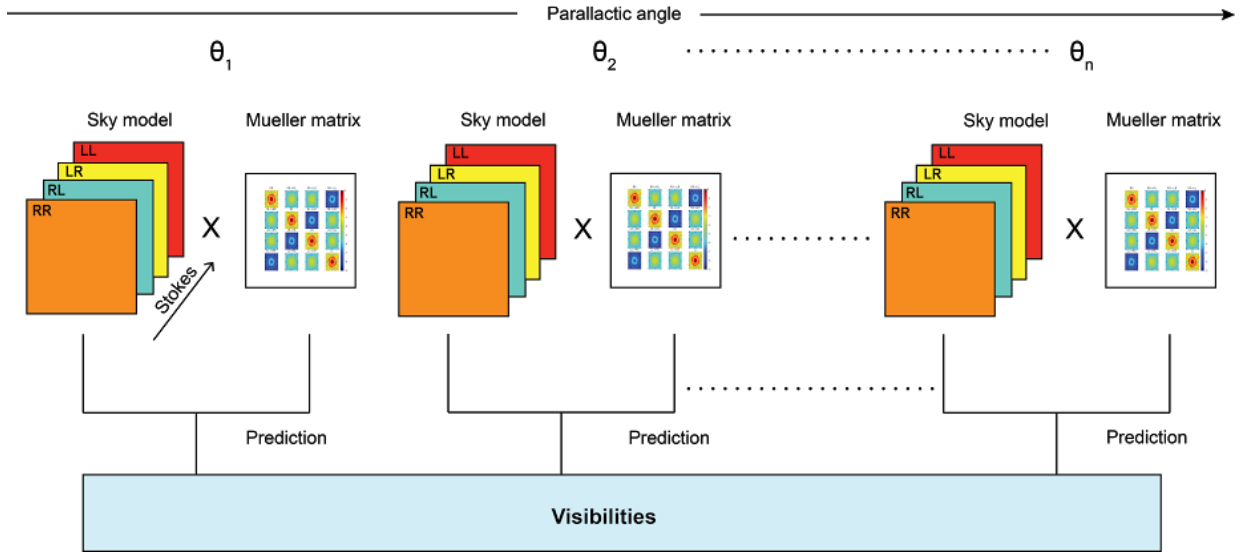 Parallactic angle
θ1 θ2 θn
Sky model Mueller matrix Sky model Mueller matrix Sky model Mueller matrix
LL LL LL
LR LR LR
RL RL RL
RR RR RR
X X X
Stokes
Prediction Prediction Prediction
Visibilities